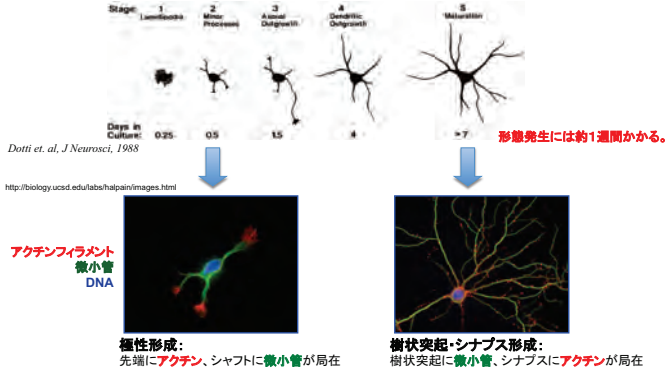 Stage: 1 2 3 4 5
Lamellipodia Minor Processes Axonal Outgrowth Dendritic Outgrowth Maturation
Days in Culture: 0.25 0.5 1.5 4 >7
形態発生には約1週間かかる。
Dotti et. al, J Neurosci, 1988
http://biology.ucsd.edu/labs/halpain/images.html
アクチンフィラメント
微小管
DNA
極性形成:
先端にアクチン、シャフトに微小管が局在
樹状突起・シナプス形成:
樹状突起に微小管、シナプスにアクチンが局在